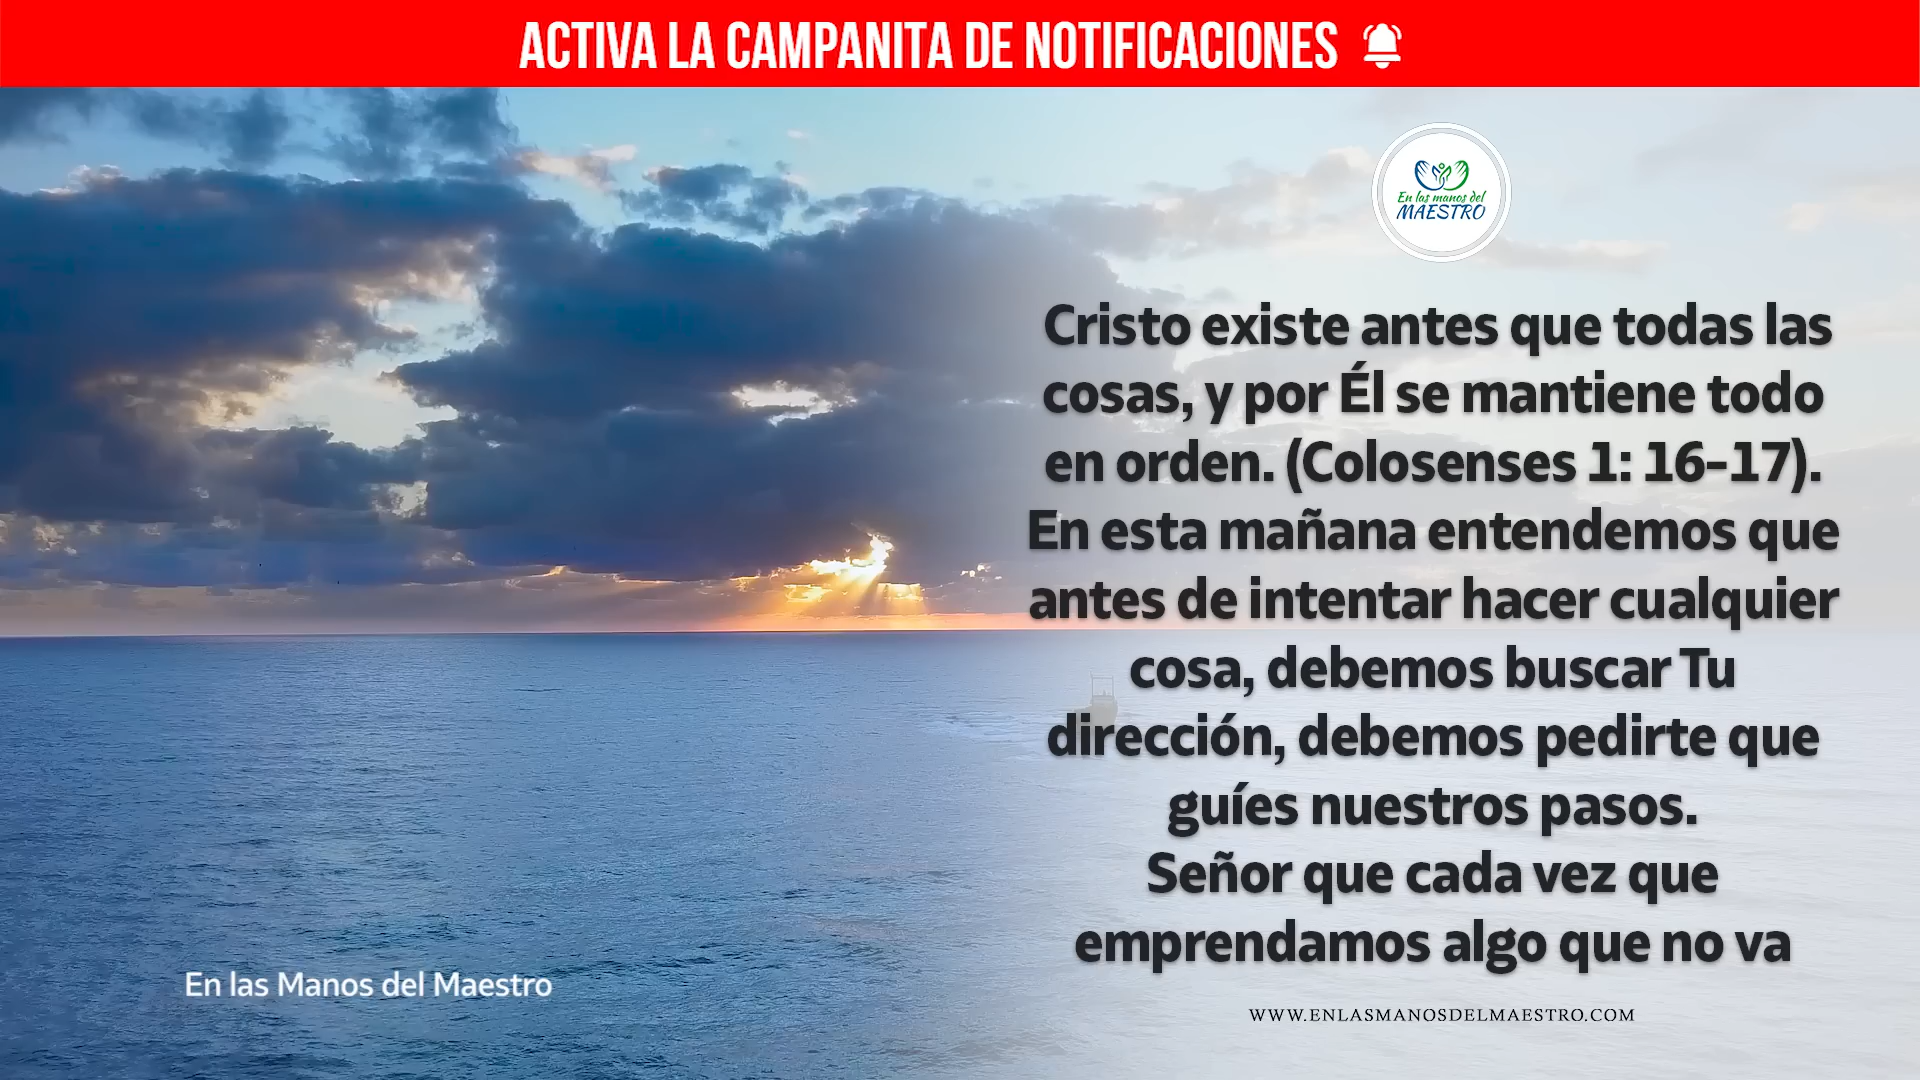 ACTIVA LA CAMPANITA DE NOTIFICACIONES
En las manos del
MAESTRO
Cristo existe antes que todas las
cosas, y por Él se mantiene todo
en orden. (Colosenses 1: 16-17).
En esta mañana entendemos que
antes de intentar hacer cualquier
cosa, debemos buscar Tu
dirección, debemos pedirte que
guíes nuestros pasos.
Señor que cada vez que
emprendamos algo que no va
En las Manos del Maestro
WWW.ENLASMANOSDELMAESTRO.COM